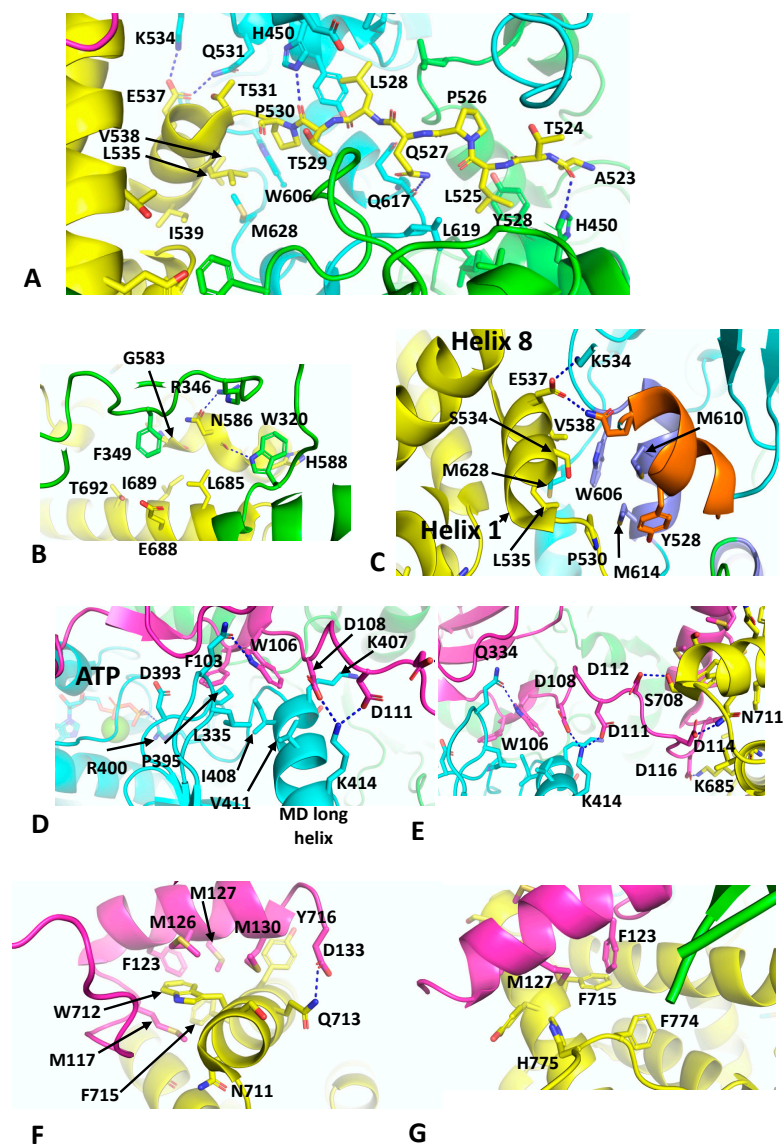 K534
Q531
H450
L528
E537
T531
P530
P526
T524
V538
L535
T529
Q527
A523
W606
Q617
L525
Y528
I539
M628
L619
H450
A
G583
R346
N586
W320
F349
H588
T692
I689
L685
E688
B
Helix 8
K534
E537
S534
V538
M610
M628
W606
Helix 1
Y528
L535
P530
M614
C
D108
W106
K407
F103
ATP
D393
D111
L335
R400
P395
I408
K414
V411
MD long
helix
D
Q334
D112
D108
S708
N711
D111
D114
W106
D116
K685
K414
E
M127
M126
M130
Y716
D133
F123
W712
Q713
M117
F715
N711
F
F123
M127
F715
F774
H775
G